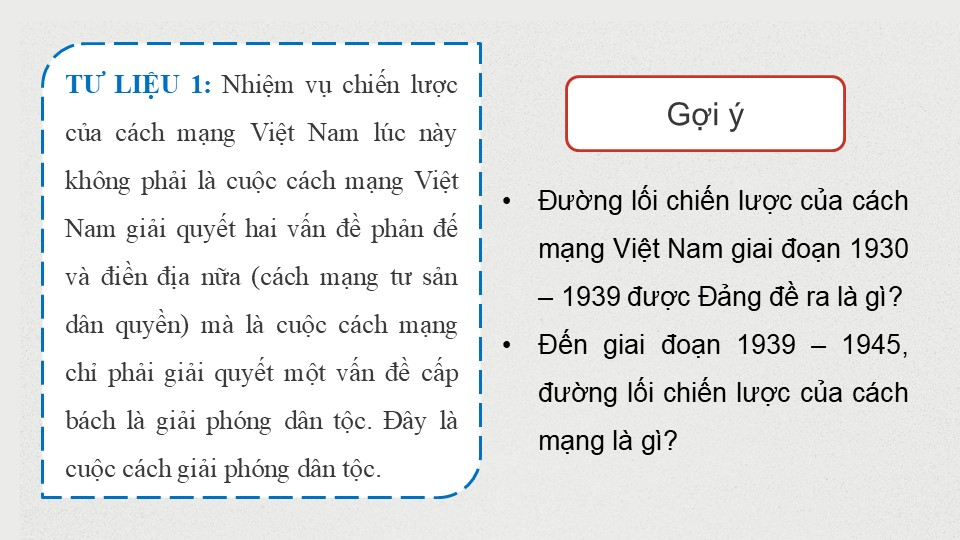 TƯ LIỆU 1: Nhiệm vụ chiến lược
của cách mạng Việt Nam lúc này
không phải là cuộc cách mạng Việt
Nam giải quyết hai vấn đề phản đế
và điền địa nữa (cách mạng tư sản
dân quyền) mà là cuộc cách mạng
chỉ phải giải quyết một vấn đề cấp
bách là giải phóng dân tộc. Đây là
cuộc cách giải phóng dân tộc.
Gợi ý
• Đường lối chiến lược của cách
mạng Việt Nam giai đoạn 1930
– 1939 được Đảng đề ra là gì?
• Đến giai đoạn 1939 – 1945,
đường lối chiến lược của cách
mạng là gì?